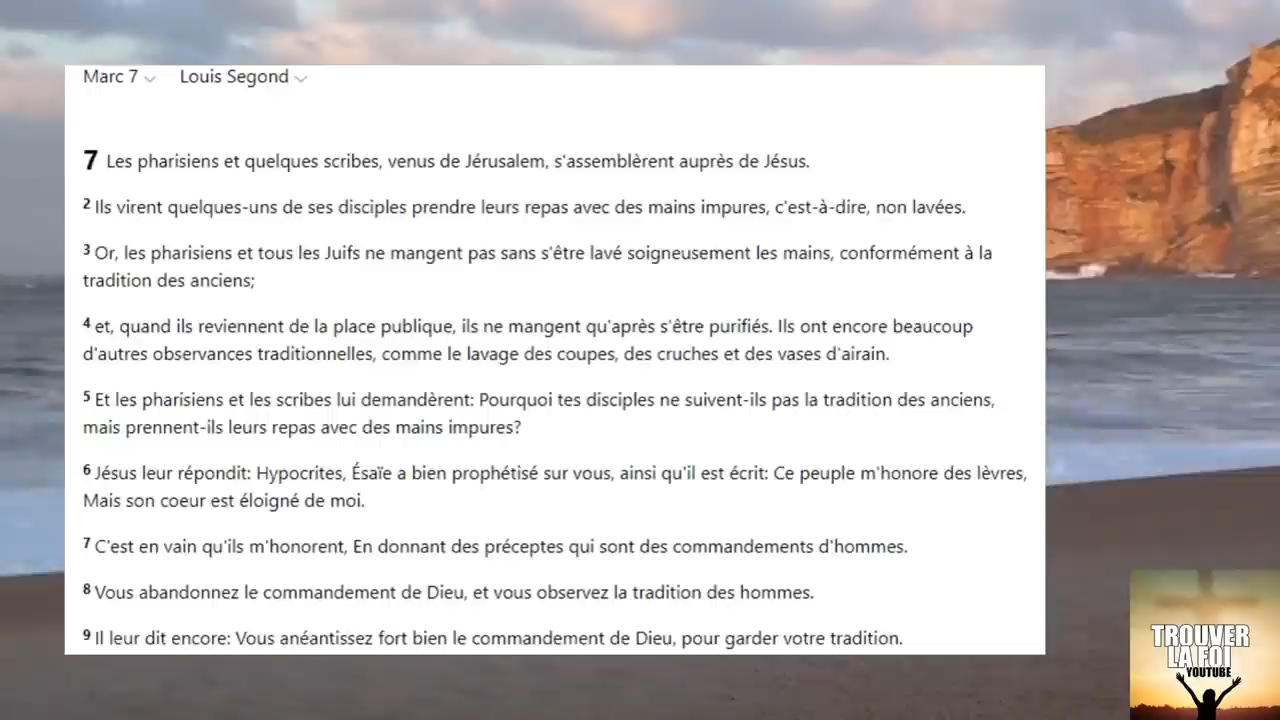 Marc 7 Louis Segond
7 Les pharisiens et quelques scribes, venus de Jérusalem, s'assemblèrent auprès de Jésus.
2 Ils virent quelques-uns de ses disciples prendre leurs repas avec des mains impures, c'est-à-dire, non lavées.
3 Or, les pharisiens et tous les Juifs ne mangent pas sans s'être lavé soigneusement les mains, conformément à la
tradition des anciens;
4 et, quand ils reviennent de la place publique, ils ne mangent qu'après s'être purifiés. Ils ont encore beaucoup
d'autres observances traditionnelles, comme le lavage des coupes, des cruches et des vases d'airain.
5 Et les pharisiens et les scribes lui demandèrent: Pourquoi tes disciples ne suivent-ils pas la tradition des anciens,
mais prennent-ils leurs repas avec des mains impures?
6 Jésus leur répondit: Hypocrites, Ésaïe a bien prophétisé sur vous, ainsi qu'il est écrit: Ce peuple m'honore des lèvres,
Mais son coeur est éloigné de moi.
7 C'est en vain qu'ils m'honorent, En donnant des préceptes qui sont des commandements d'hommes.
8 Vous abandonnez le commandement de Dieu, et vous observez la tradition des hommes.
9 Il leur dit encore: Vous anéantissez fort bien le commandement de Dieu, pour garder votre tradition.
TROUVER
LA FOI
YOUTUBE